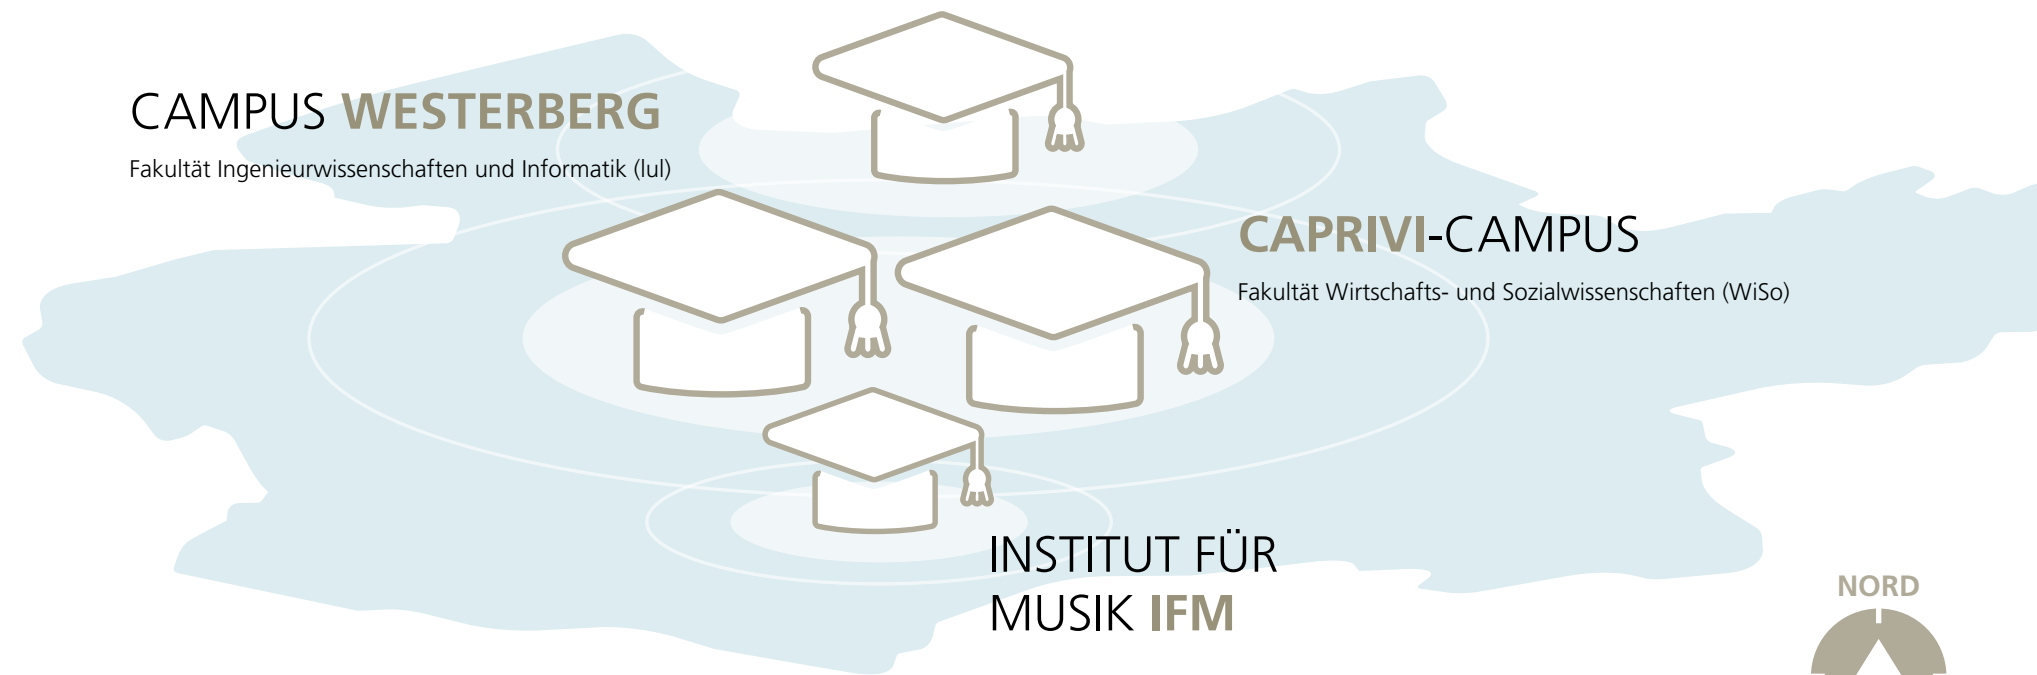 CAMPUS WESTERBERG
Fakultät Ingenieurwissenschaften und Informatik (IuI)
CAPRIVI-CAMPUS
Fakultät Wirtschafts- und Sozialwissenschaften (WiSo)
INSTITUT FÜR
MUSIK IFM
NORD